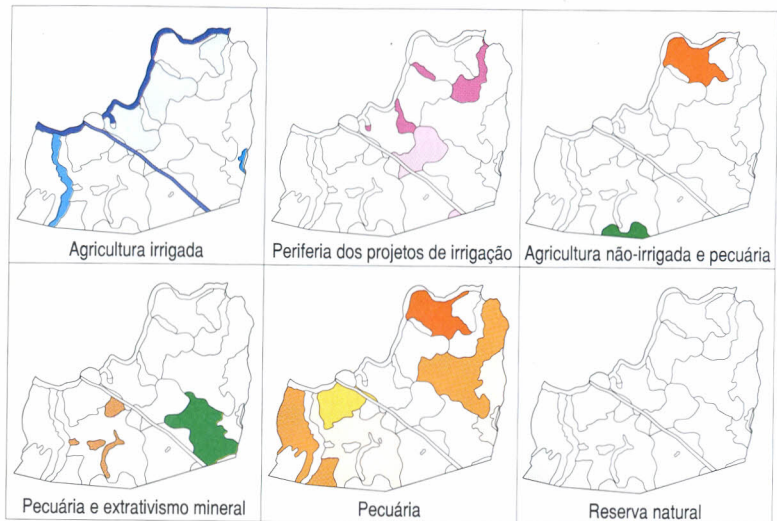 Agricultura irrigada
Periferia dos projetos de irrigação
Agricultura não-irrigada e pecuária
Pecuária e extrativismo mineral
Pecuária
Reserva natural